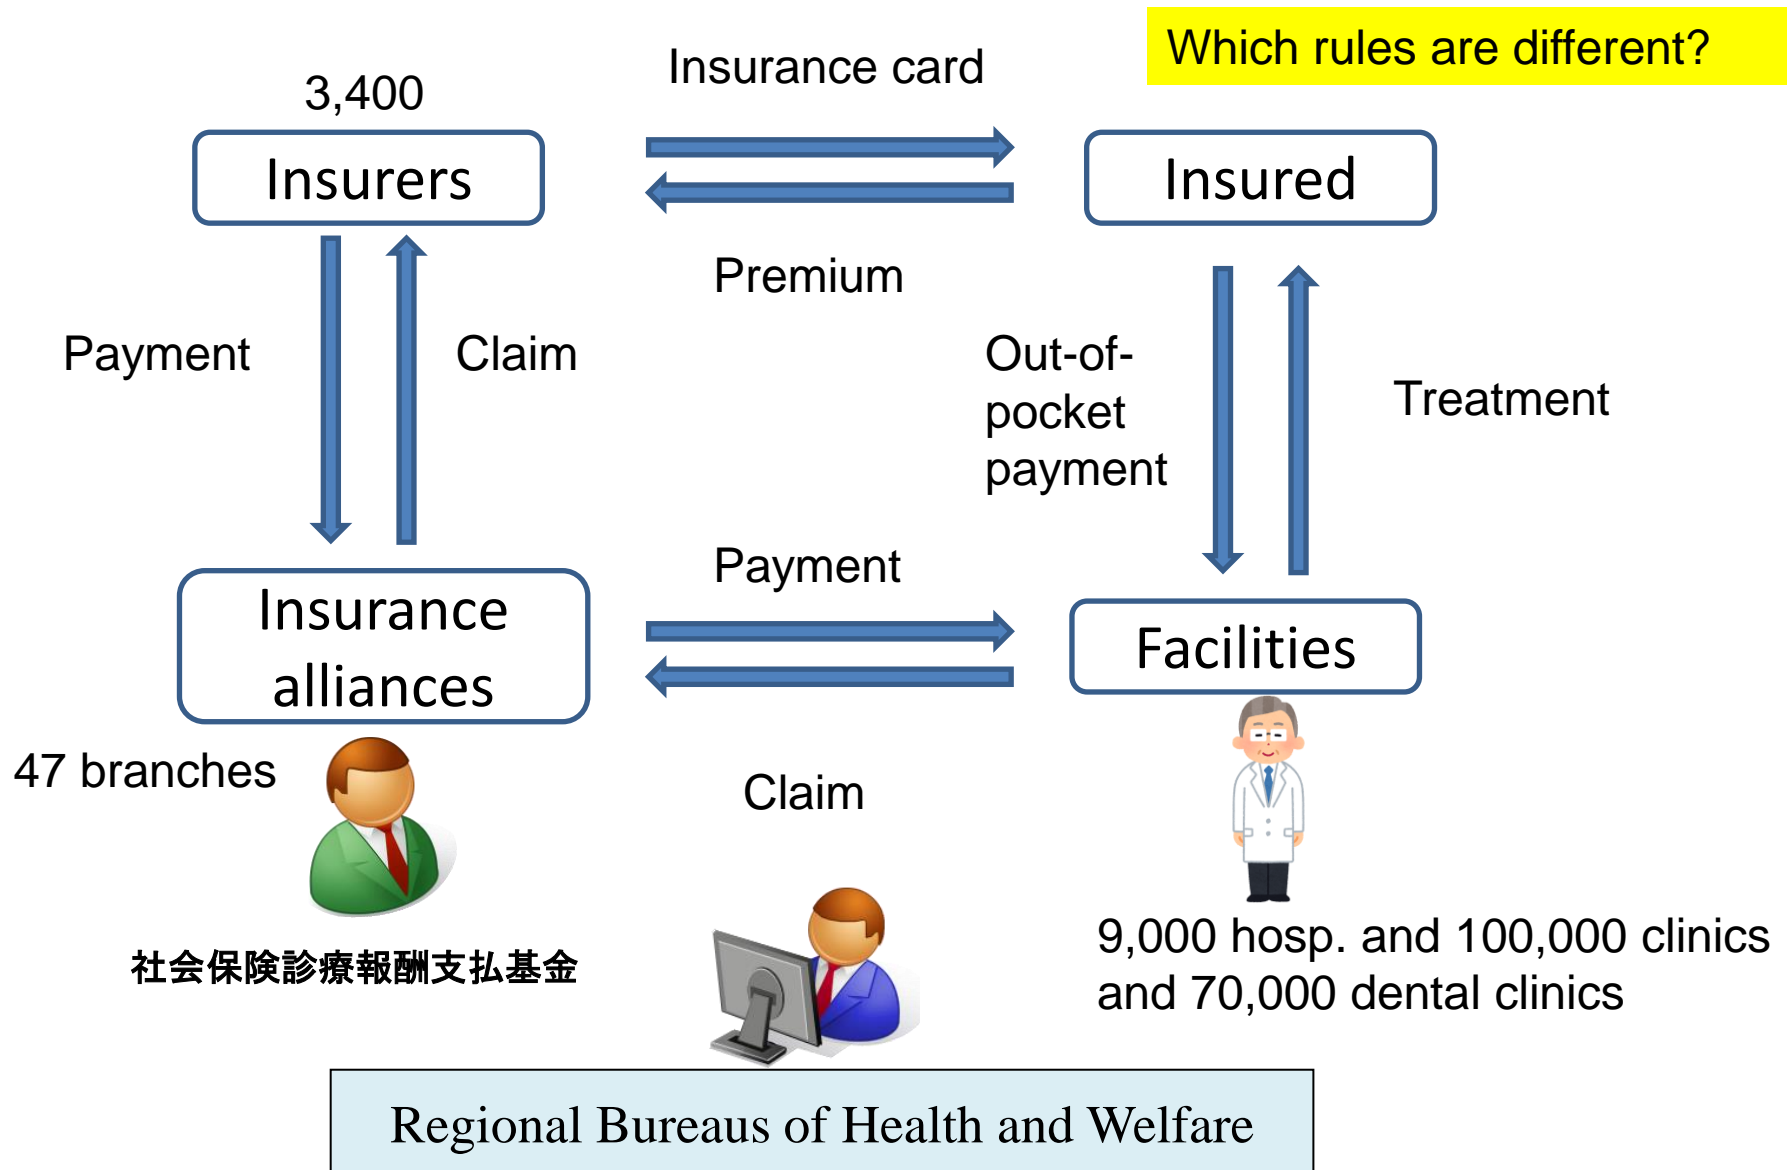 Which rules are different?
Insurance card
3,400
Insurers
Insured
Premium
Payment
Claim
Out-of-
pocket
payment
Treatment
Payment
Insurance
alliances
Facilities
47 branches
Claim
社会保険診療報酬支払基金
9,000 hosp. and 100,000 clinics
and 70,000 dental clinics
Regional Bureaus of Health and Welfare